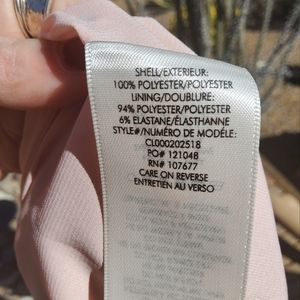 SHELL/EXTERIEUR:
100% POLYESTER/POLYESTER
LINING/DOUBLURE:
94% POLYESTER/POLYESTER
6% ELASTANE/ÉLASTHANNE
STYLE#/NUMÉRO DE MODÈLE:
CL000202518
PO# 121048
RN# 107677
CARE ON REVERSE
ENTRETIEN AU VERSO